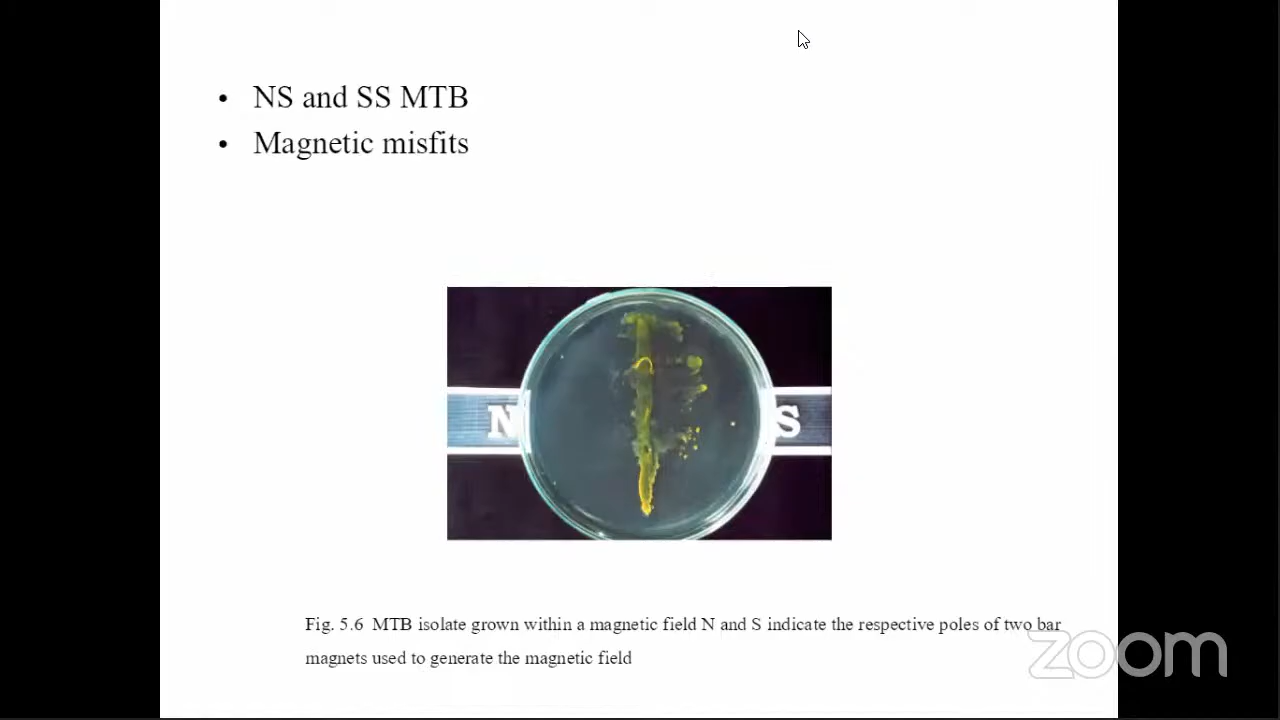 • NS and SS MTB
• Magnetic misfits
N S
Fig. 5.6 MTB isolate grown within a magnetic field N and S indicate the respective poles of two bar
magnets used to generate the magnetic field
zoom